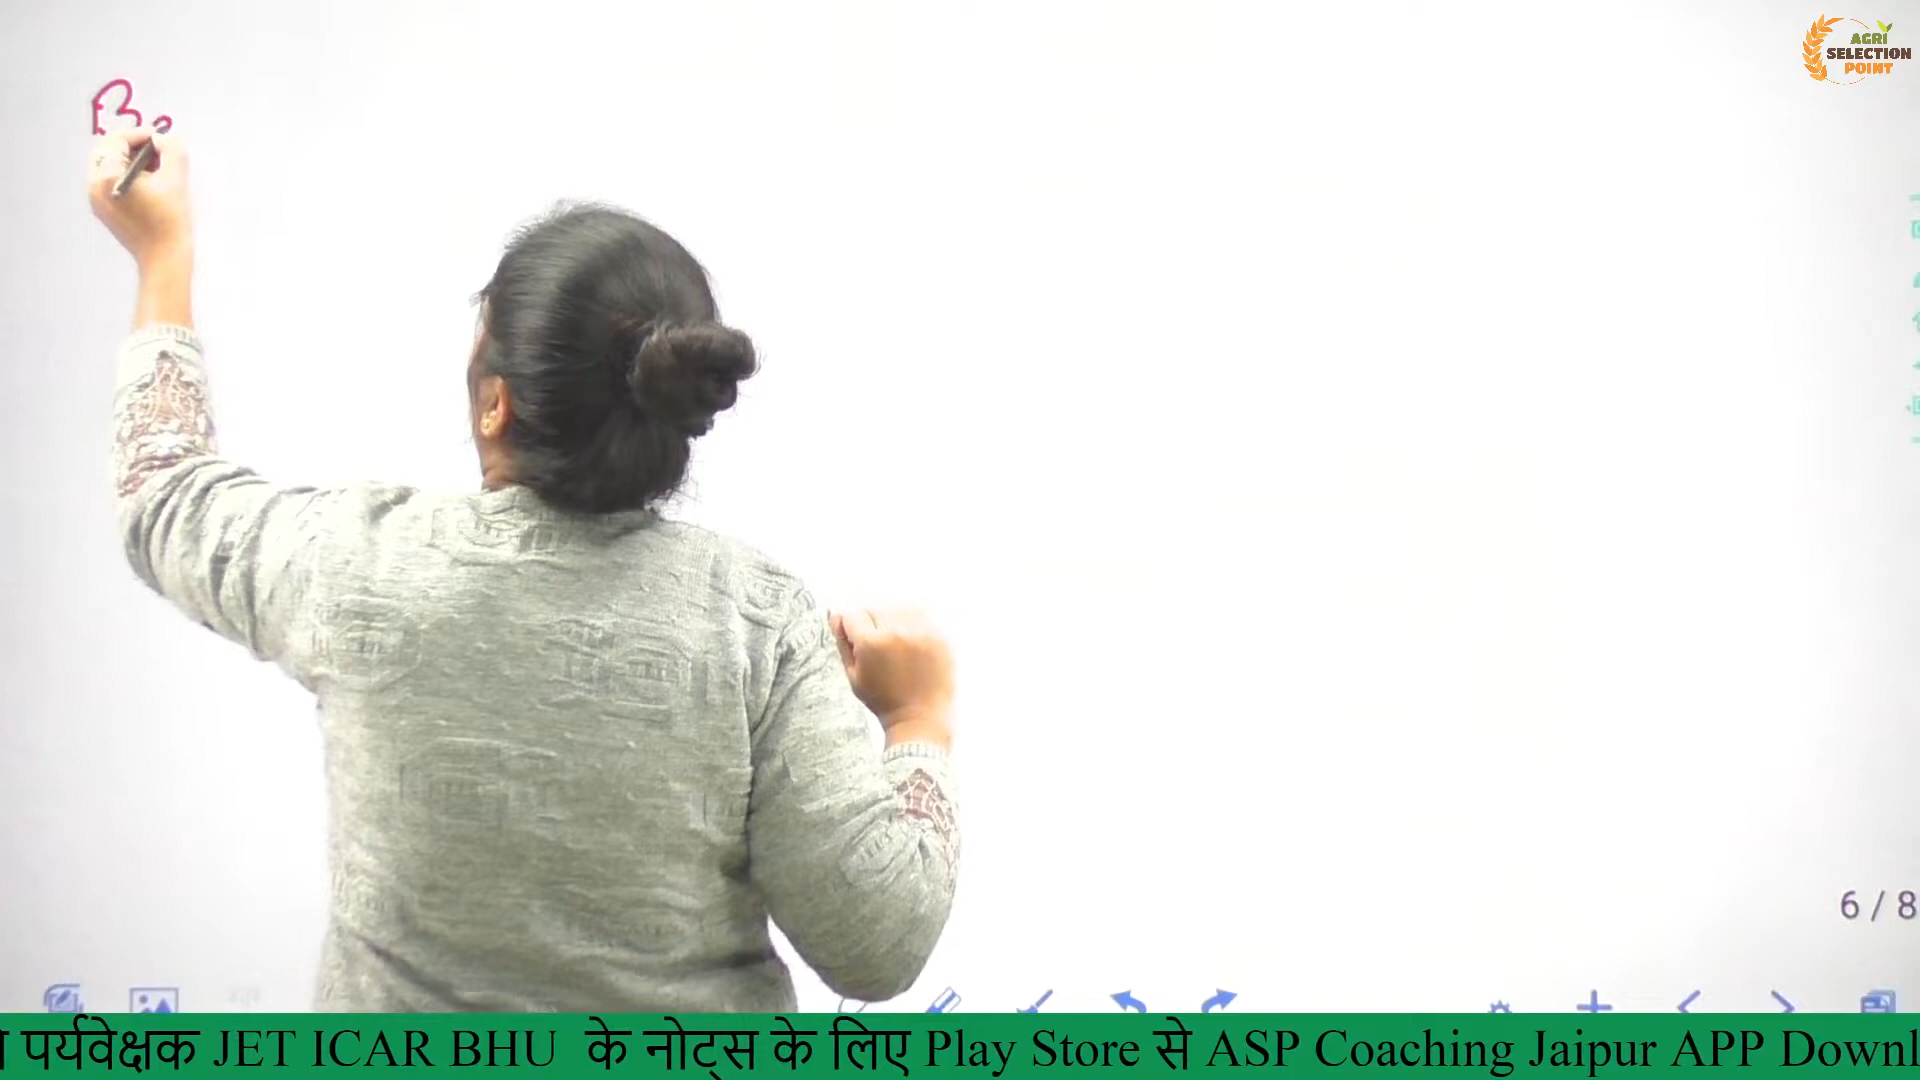 AGRI
SELECTION
POINT
B
6 / 8
पर्यवेक्षक JET ICAR BHU के नोट्स के लिए Play Store से ASP Coaching Jaipur APP Downl